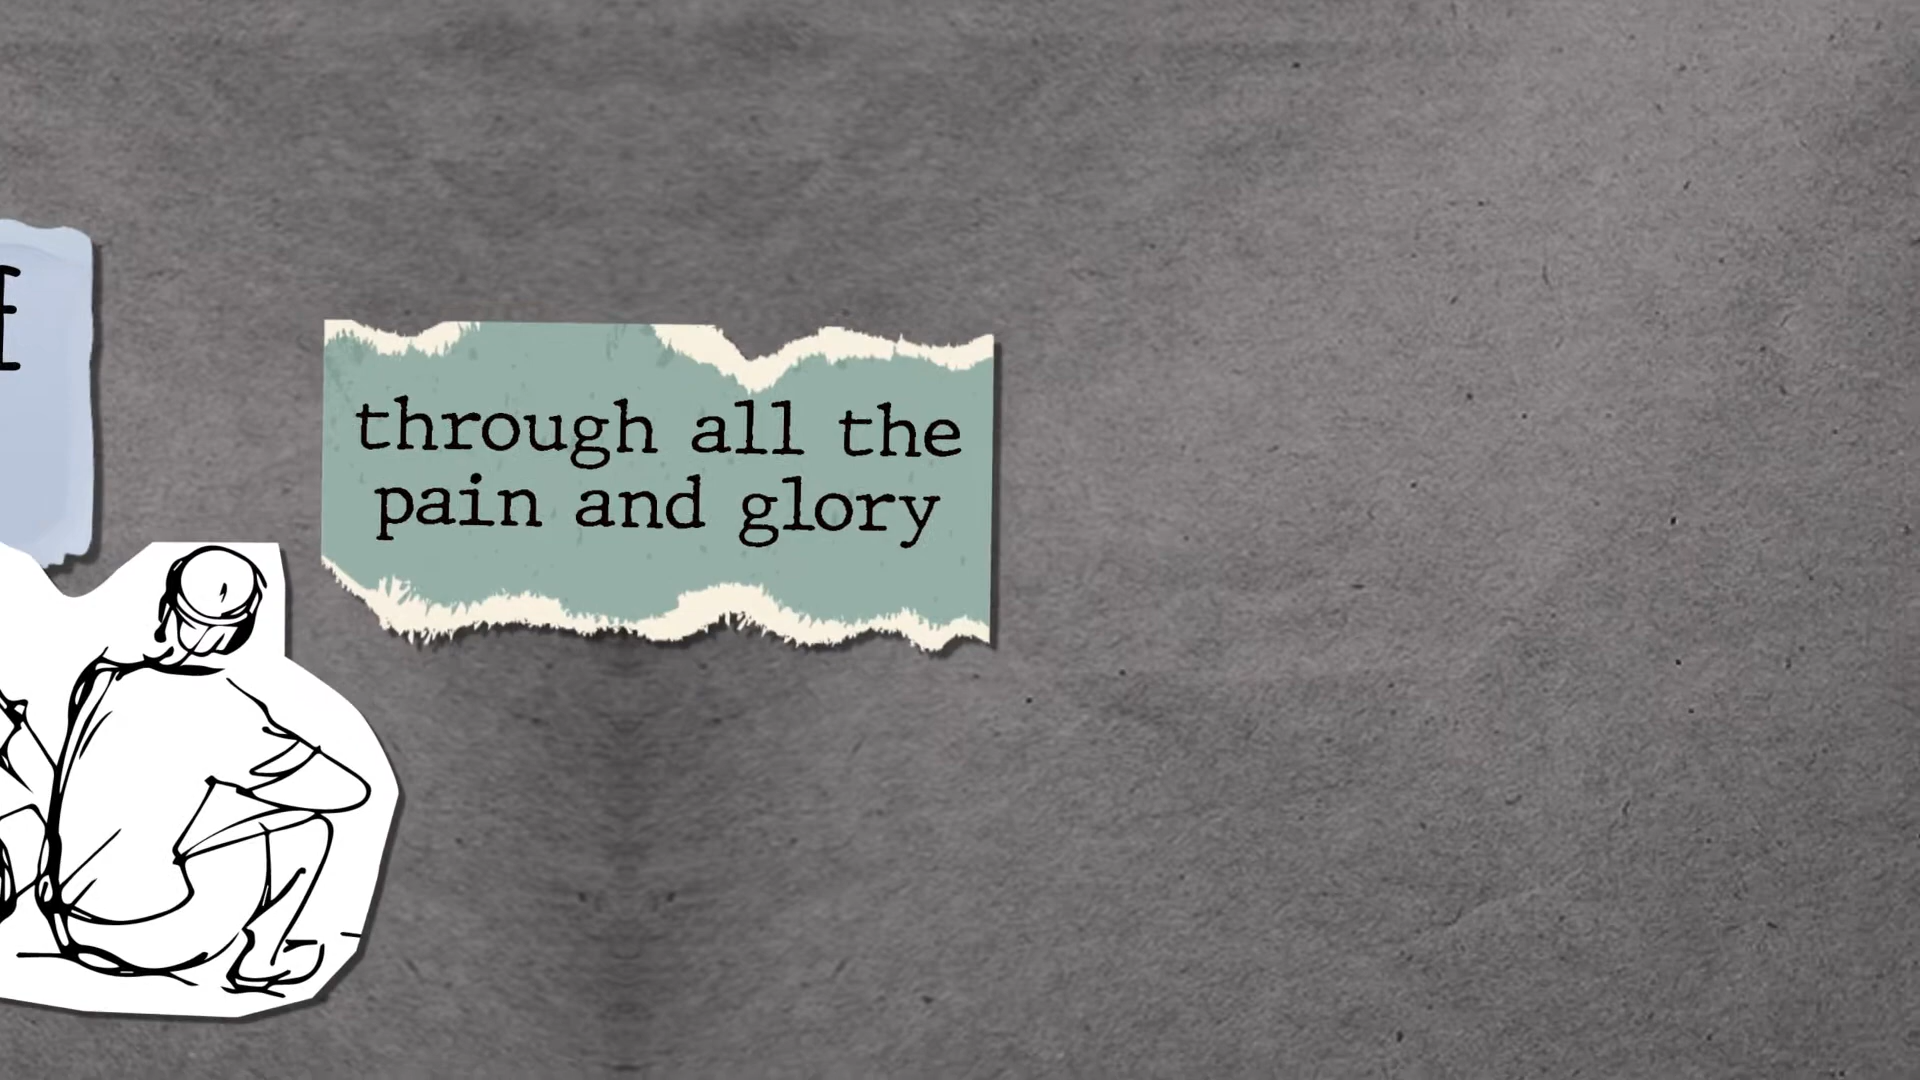 through all the
pain and glory